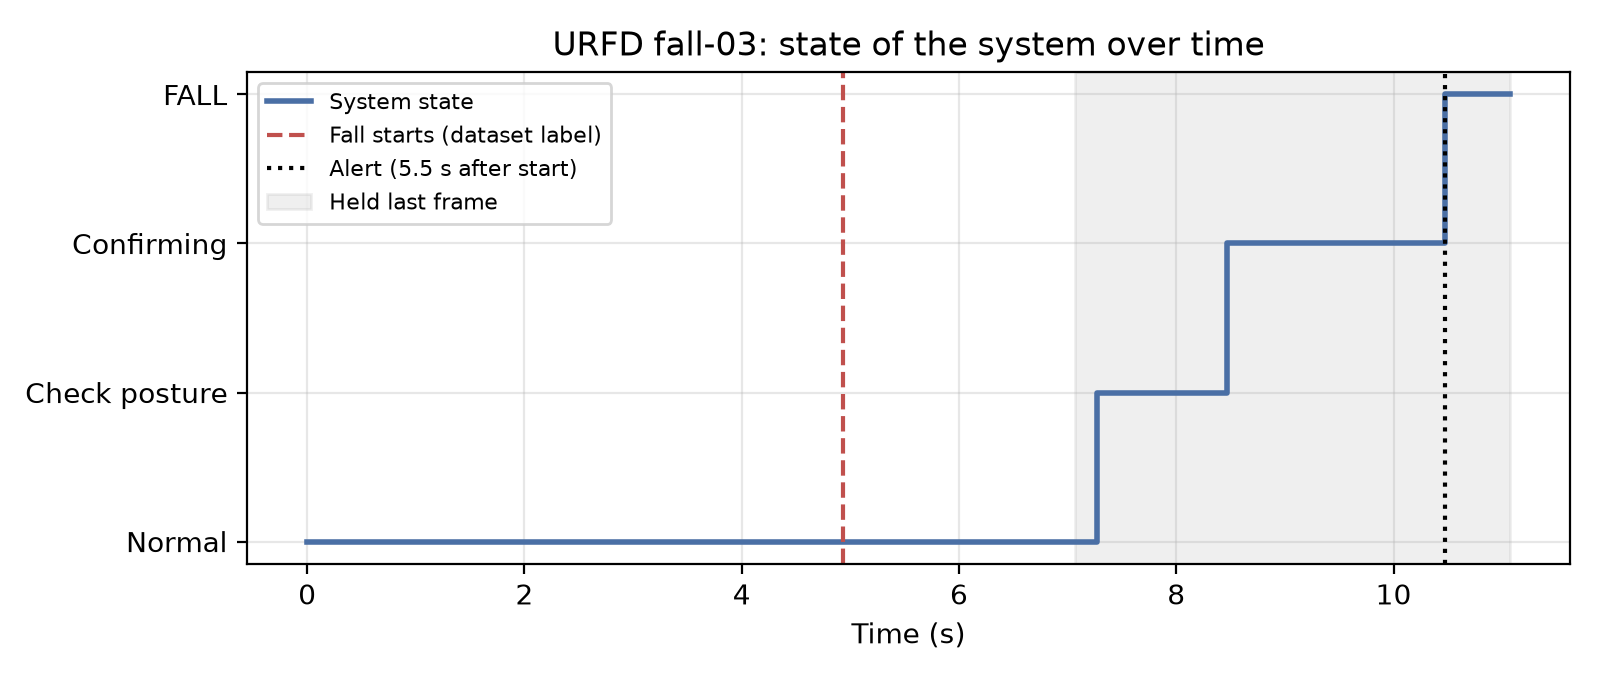 URFD fall-03: state of the system over time
System state
Fall starts (dataset label)
Alert (5.5 s after start)
Held last frame
FALL
Confirming
Check posture
Normal
0 2 4 6 8 10
Time (s)